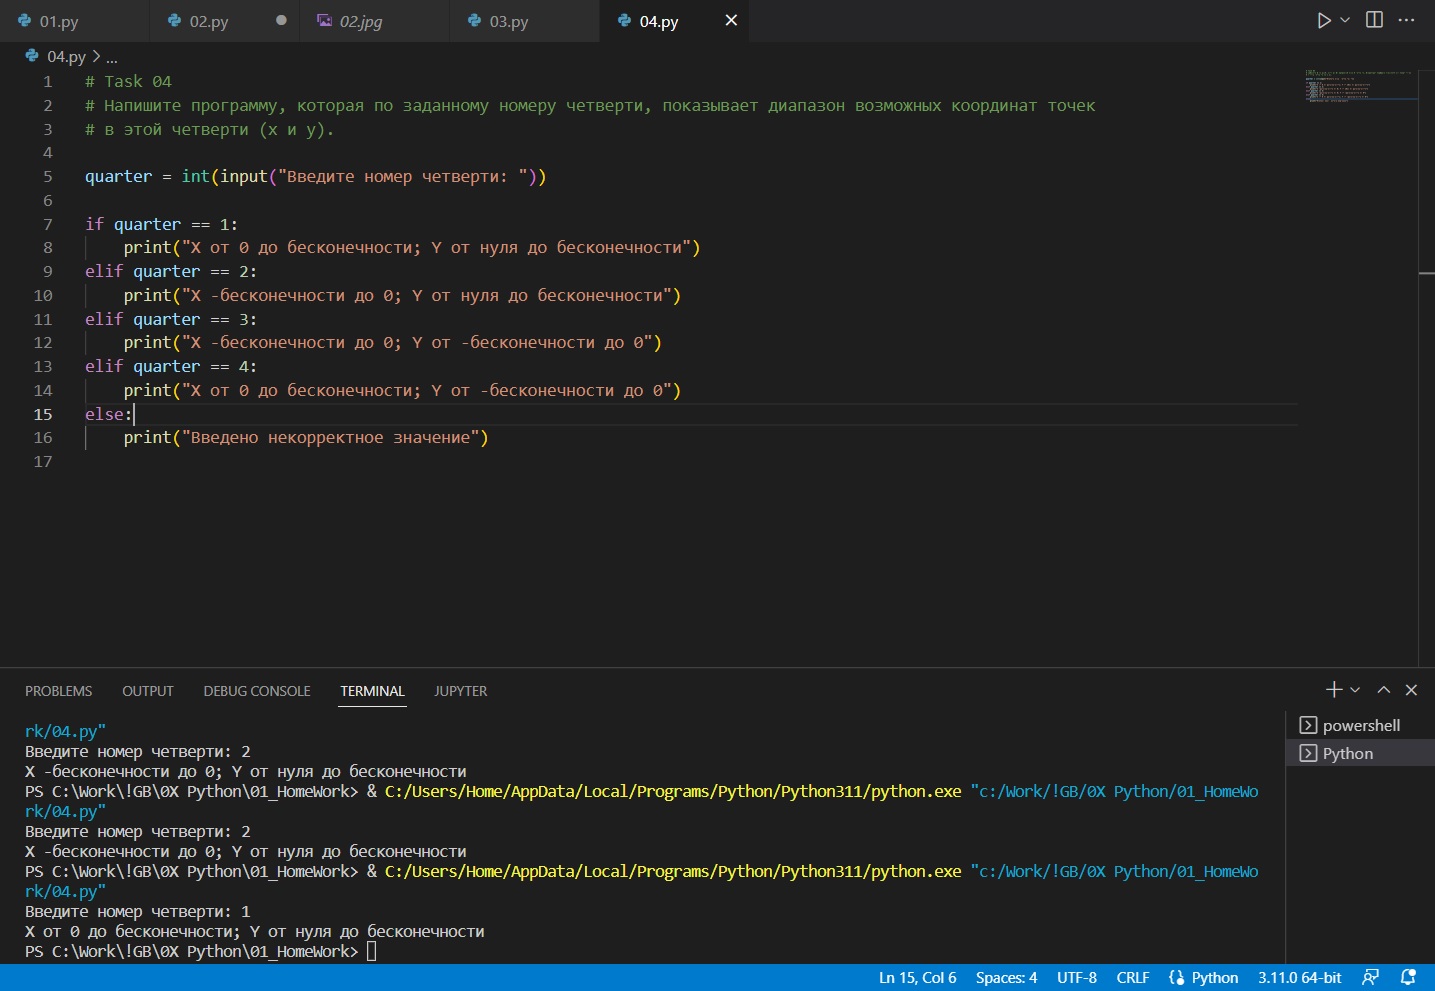 01.py 02.py 02.jpg 03.py 04.py
04.py > ...
1 # Task 04
2 # Напишите программу, которая по заданному номеру четверти, показывает диапазон возможных координат точек
3 # в этой четверти (x и y).
4
5 quarter = int(input("Введите номер четверти: "))
6
7 if quarter == 1:
8 print("X от 0 до бесконечности; Y от нуля до бесконечности")
9 elif quarter == 2:
10 print("X -бесконечности до 0; Y от нуля до бесконечности")
11 elif quarter == 3:
12 print("X -бесконечности до 0; Y от -бесконечности до 0")
13 elif quarter == 4:
14 print("X от 0 до бесконечности; Y от -бесконечности до 0")
15 else:
16 print("Введено некорректное значение")
17
PROBLEMS OUTPUT DEBUG CONSOLE TERMINAL JUPYTER
rk/04.py"
Введите номер четверти: 2
X -бесконечности до 0; Y от нуля до бесконечности
PS C:\Work\!GB\0X Python\01_HomeWork> & C:/Users/Home/AppData/Local/Programs/Python/Python311/python.exe "c:/Work/!GB/0X Python/01_HomeWo
rk/04.py"
Введите номер четверти: 2
X -бесконечности до 0; Y от нуля до бесконечности
PS C:\Work\!GB\0X Python\01_HomeWork> & C:/Users/Home/AppData/Local/Programs/Python/Python311/python.exe "c:/Work/!GB/0X Python/01_HomeWo
rk/04.py"
Введите номер четверти: 1
X от 0 до бесконечности; Y от нуля до бесконечности
PS C:\Work\!GB\0X Python\01_HomeWork>
powershell
Python
Ln 15, Col 6 Spaces: 4 UTF-8 CRLF Python 3.11.0 64-bit